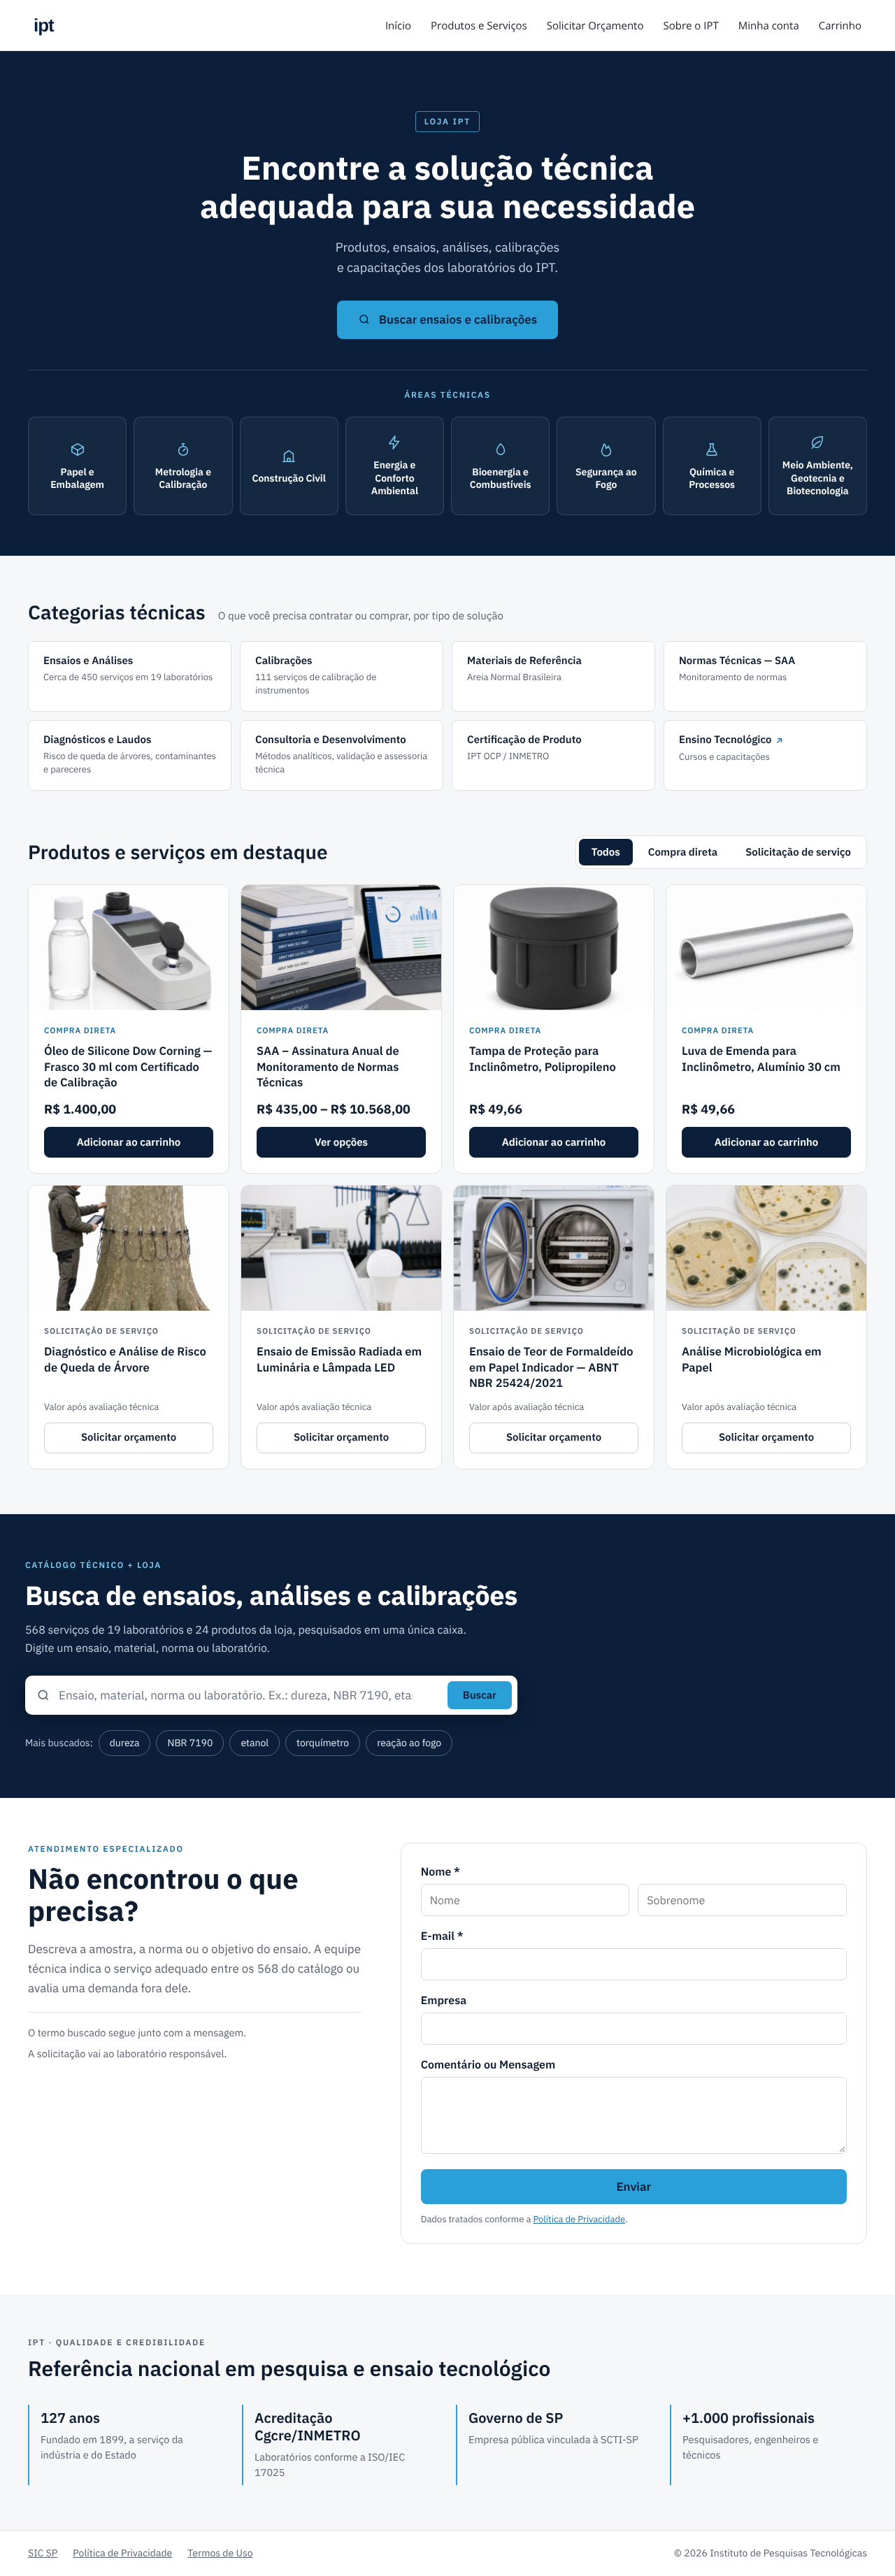 ipt
Início Produtos e Serviços Solicitar Orçamento Sobre o IPT Minha conta Carrinho
LOJA IPT
Encontre a solução técnica
adequada para sua necessidade
Produtos, ensaios, análises, calibrações
e capacitações dos laboratórios do IPT.
Buscar ensaios e calibrações
ÁREAS TÉCNICAS
Papel e
Embalagem
Metrologia e
Calibração
Construção Civil
Energia e
Conforto
Ambiental
Bioenergia e
Combustíveis
Segurança ao
Fogo
Química e
Processos
Meio Ambiente,
Geotecnia e
Biotecnologia
Categorias técnicas O que você precisa contratar ou comprar, por tipo de solução
Ensaios e Análises
Cerca de 450 serviços em 19 laboratórios
Calibrações
111 serviços de calibração de
instrumentos
Materiais de Referência
Areia Normal Brasileira
Normas Técnicas — SAA
Monitoramento de normas
Diagnósticos e Laudos
Risco de queda de árvores, contaminantes
e pareceres
Consultoria e Desenvolvimento
Métodos analíticos, validação e assessoria
técnica
Certificação de Produto
IPT OCP / INMETRO
Ensino Tecnológico ↗
Cursos e capacitações
Produtos e serviços em destaque
Todos Compra direta Solicitação de serviço
COMPRA DIRETA
Óleo de Silicone Dow Corning —
Frasco 30 ml com Certificado
de Calibração
R$ 1.400,00
Adicionar ao carrinho
COMPRA DIRETA
SAA – Assinatura Anual de
Monitoramento de Normas
Técnicas
R$ 435,00 – R$ 10.568,00
Ver opções
COMPRA DIRETA
Tampa de Proteção para
Inclinômetro, Polipropileno
R$ 49,66
Adicionar ao carrinho
COMPRA DIRETA
Luva de Emenda para
Inclinômetro, Alumínio 30 cm
R$ 49,66
Adicionar ao carrinho
SOLICITAÇÃO DE SERVIÇO
Diagnóstico e Análise de Risco
de Queda de Árvore
Valor após avaliação técnica
Solicitar orçamento
SOLICITAÇÃO DE SERVIÇO
Ensaio de Emissão Radiada em
Luminária e Lâmpada LED
Valor após avaliação técnica
Solicitar orçamento
SOLICITAÇÃO DE SERVIÇO
Ensaio de Teor de Formaldeído
em Papel Indicador — ABNT
NBR 25424/2021
Valor após avaliação técnica
Solicitar orçamento
SOLICITAÇÃO DE SERVIÇO
Análise Microbiológica em
Papel
Valor após avaliação técnica
Solicitar orçamento
CATÁLOGO TÉCNICO + LOJA
Busca de ensaios, análises e calibrações
568 serviços de 19 laboratórios e 24 produtos da loja, pesquisados em uma única caixa.
Digite um ensaio, material, norma ou laboratório.
Ensaio, material, norma ou laboratório. Ex.: dureza, NBR 7190, eta
Buscar
Mais buscados: dureza NBR 7190 etanol torquímetro reação ao fogo
ATENDIMENTO ESPECIALIZADO
Não encontrou o que
precisa?
Descreva a amostra, a norma ou o objetivo do ensaio. A equipe
técnica indica o serviço adequado entre os 568 do catálogo ou
avalia uma demanda fora dele.
O termo buscado segue junto com a mensagem.
A solicitação vai ao laboratório responsável.
Nome *
Nome Sobrenome
E-mail *
Empresa
Comentário ou Mensagem
Enviar
Dados tratados conforme a Política de Privacidade.
IPT · QUALIDADE E CREDIBILIDADE
Referência nacional em pesquisa e ensaio tecnológico
127 anos
Fundado em 1899, a serviço da
indústria e do Estado
Acreditação
Cgcre/INMETRO
Laboratórios conforme a ISO/IEC
17025
Governo de SP
Empresa pública vinculada à SCTI-SP
+1.000 profissionais
Pesquisadores, engenheiros e
técnicos
SIC SP Política de Privacidade Termos de Uso
© 2026 Instituto de Pesquisas Tecnológicas